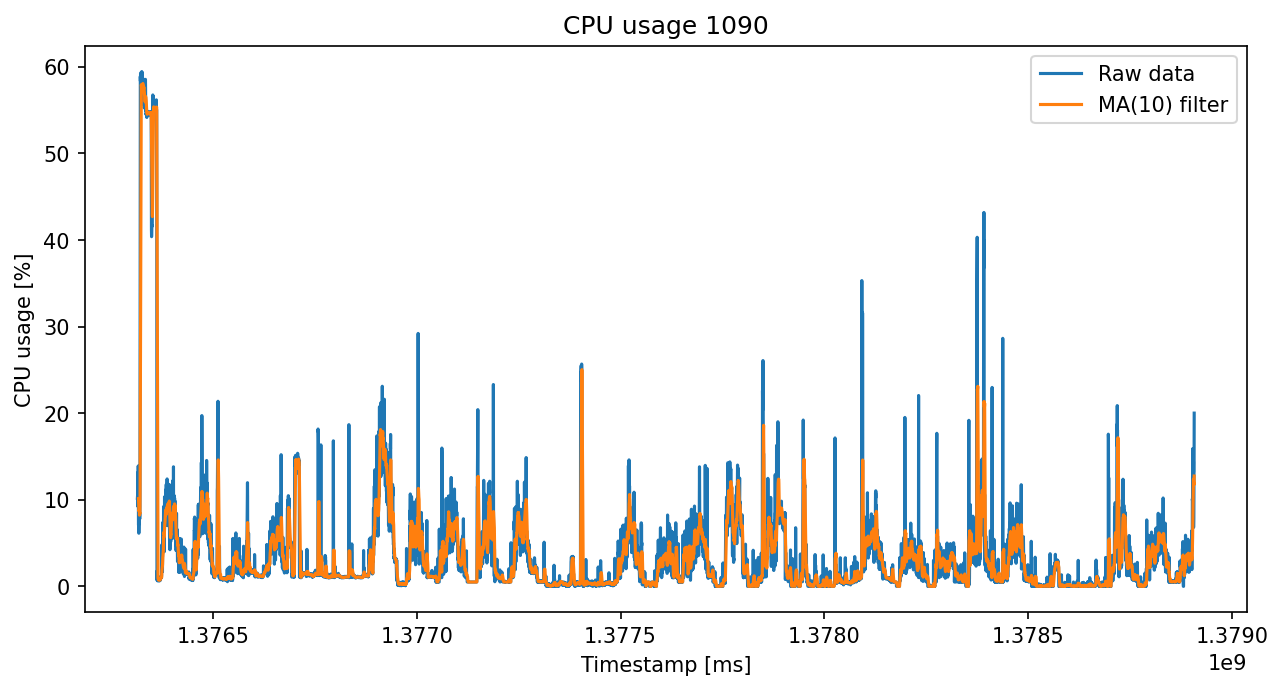 CPU usage 1090
Raw data
MA(10) filter
CPU usage [%]
60
50
40
30
20
10
0
1.3765
1.3770
1.3775
1.3780
1.3785
1.3790
1e9
Timestamp [ms]